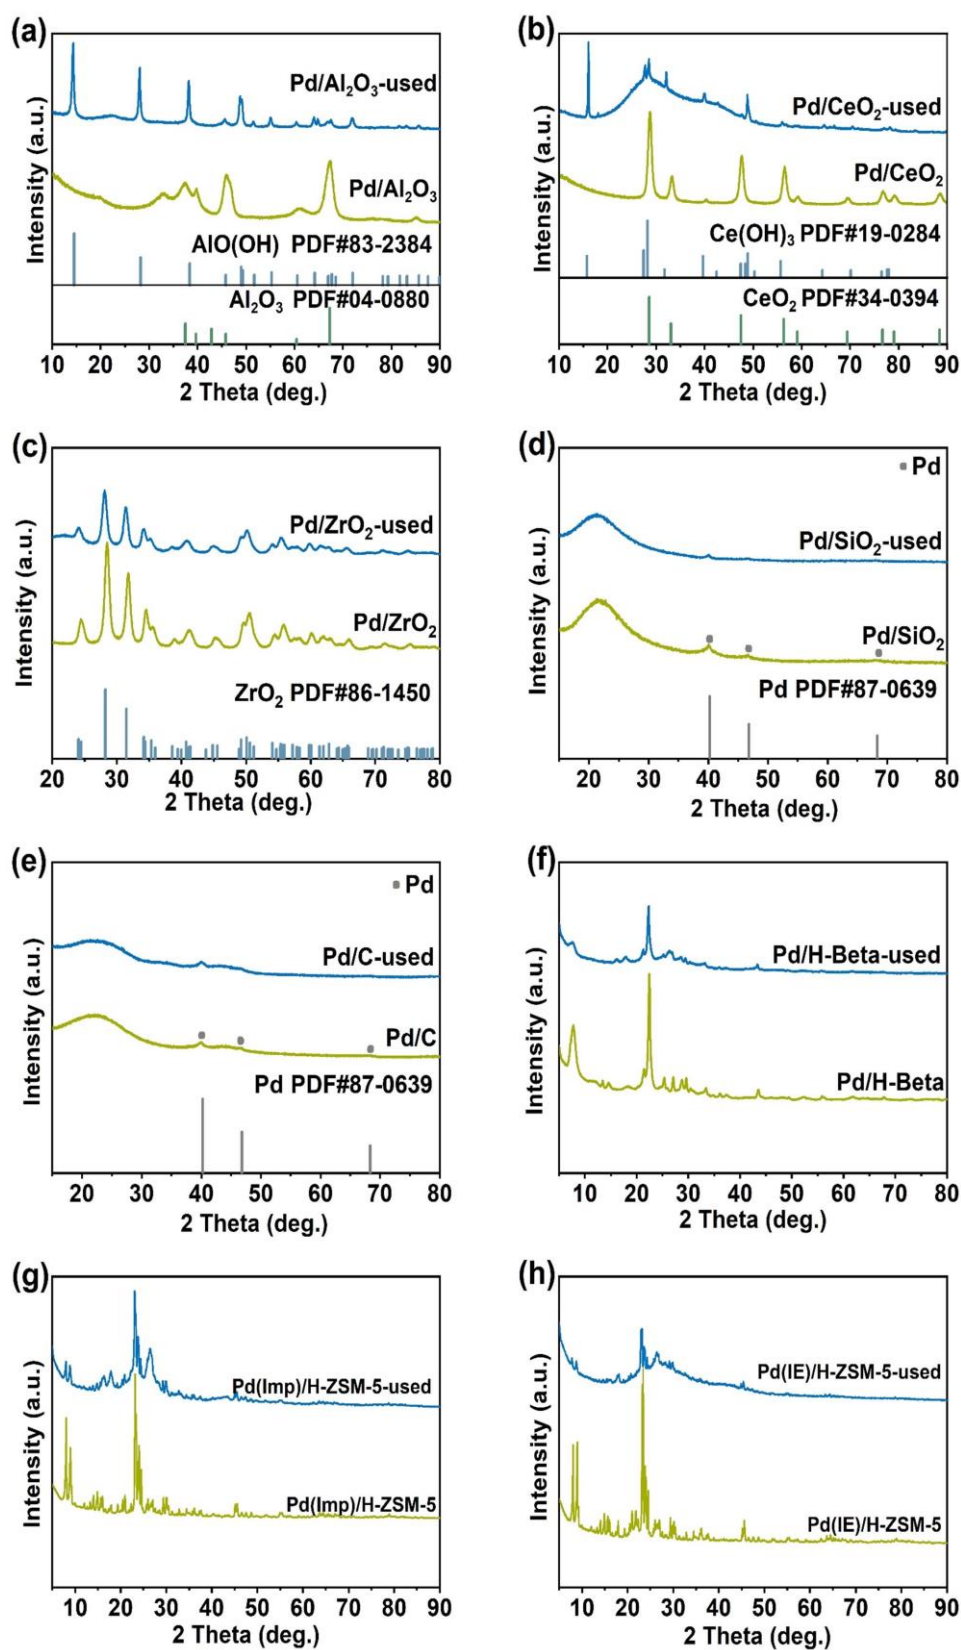 (a)
Pd/Al₂O₃-used
Pd/Al₂O₃
AlO(OH) PDF#83-2384
Al₂O₃ PDF#04-0880
Intensity (a.u.)
10 20 30 40 50 60 70 80 90
2 Theta (deg.)
(b)
Pd/CeO₂-used
Pd/CeO₂
Ce(OH)₃ PDF#19-0284
CeO₂ PDF#34-0394
Intensity (a.u.)
10 20 30 40 50 60 70 80 90
2 Theta (deg.)
(c)
Pd/ZrO₂-used
Pd/ZrO₂
ZrO₂ PDF#86-1450
Intensity (a.u.)
20 30 40 50 60 70 80
2 Theta (deg.)
(d)
Pd
Pd/SiO₂-used
Pd/SiO₂
Pd PDF#87-0639
Intensity (a.u.)
20 30 40 50 60 70 80
2 Theta (deg.)
(e)
Pd
Pd/C-used
Pd/C
Pd PDF#87-0639
Intensity (a.u.)
20 30 40 50 60 70 80
2 Theta (deg.)
(f)
Pd/H-Beta-used
Pd/H-Beta
Intensity (a.u.)
10 20 30 40 50 60 70 80
2 Theta (deg.)
(g)
Pd(Imp)/H-ZSM-5-used
Pd(Imp)/H-ZSM-5
Intensity (a.u.)
10 20 30 40 50 60 70 80 90
2 Theta (deg.)
(h)
Pd(IE)/H-ZSM-5-used
Pd(IE)/H-ZSM-5
Intensity (a.u.)
10 20 30 40 50 60 70 80 90
2 Theta (deg.)